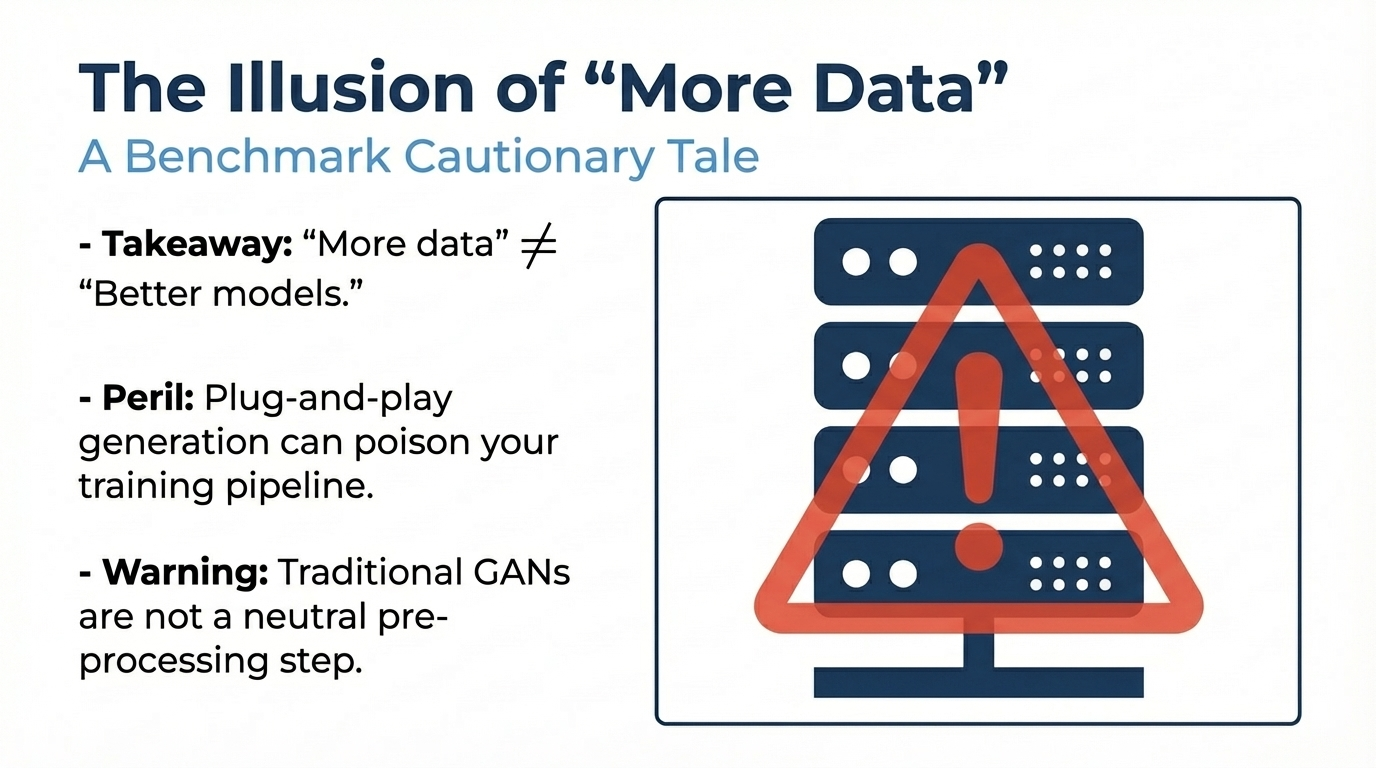 The Illusion of “More Data”
A Benchmark Cautionary Tale
- Takeaway: “More data” ≠
“Better models.”
- Peril: Plug-and-play
generation can poison your
training pipeline.
- Warning: Traditional GANs
are not a neutral pre-
processing step.